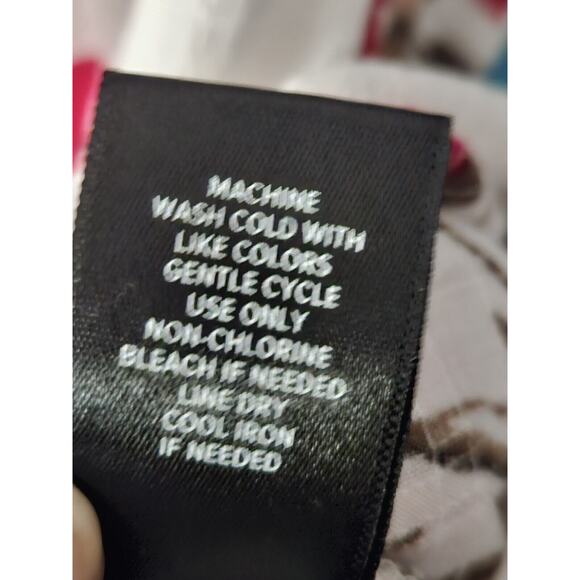 MACHINE
WASH COLD WITH
LIKE COLORS
GENTLE CYCLE
USE ONLY
NON-CHLORINE
BLEACH IF NEEDED
LINE DRY
COOL IRON
IF NEEDED